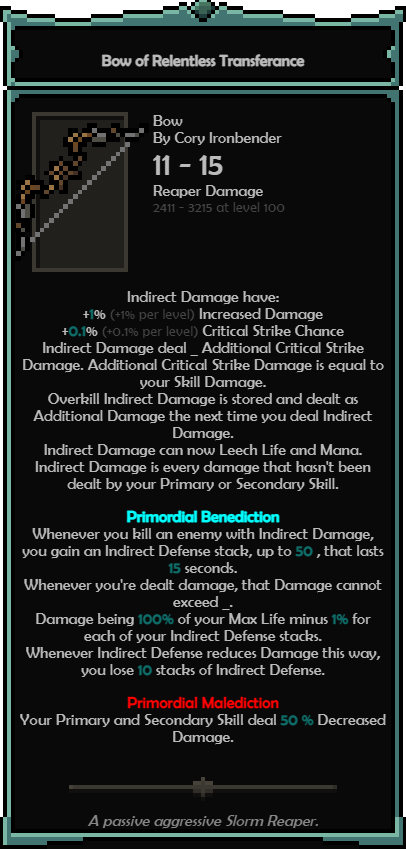 Bow of Relentless Transferance
Bow
By Cory Ironbender
11 - 15
Reaper Damage
2411 - 3215 at level 100
Indirect Damage have:
+1% (+1% per level) Increased Damage
+0.1% (+0.1% per level) Critical Strike Chance
Indirect Damage deal _ Additional Critical Strike
Damage. Additional Critical Strike Damage is equal to
your Skill Damage.
Overkill Indirect Damage is stored and dealt as
Additional Damage the next time you deal Indirect
Damage.
Indirect Damage can now Leech Life and Mana.
Indirect Damage is every damage that hasn't been
dealt by your Primary or Secondary Skill.
Primordial Benediction
Whenever you kill an enemy with Indirect Damage,
you gain an Indirect Defense stack, up to 50 , that lasts
15 seconds.
Whenever you're dealt damage, that Damage cannot
exceed _.
Damage being 100% of your Max Life minus 1% for
each of your Indirect Defense stacks.
Whenever Indirect Defense reduces Damage this way,
you lose 10 stacks of Indirect Defense.
Primordial Malediction
Your Primary and Secondary Skill deal 50 % Decreased
Damage.
A passive aggressive Slorm Reaper.